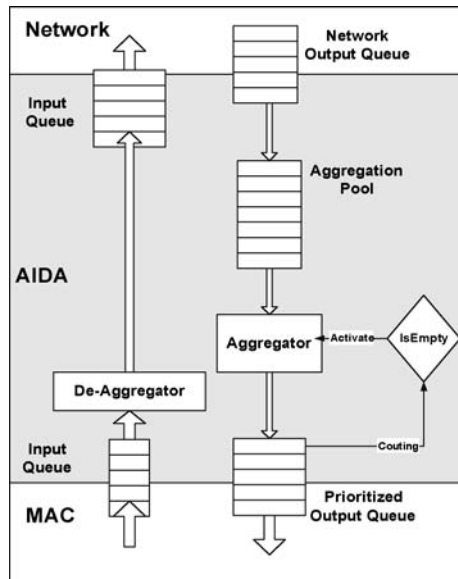 Network
Network
Output Queue
Input
Queue
Aggregation
Pool
AIDA
Aggregator
Activate
IsEmpty
De-Aggregator
Input
Queue
Couting
MAC
Prioritized
Output Queue